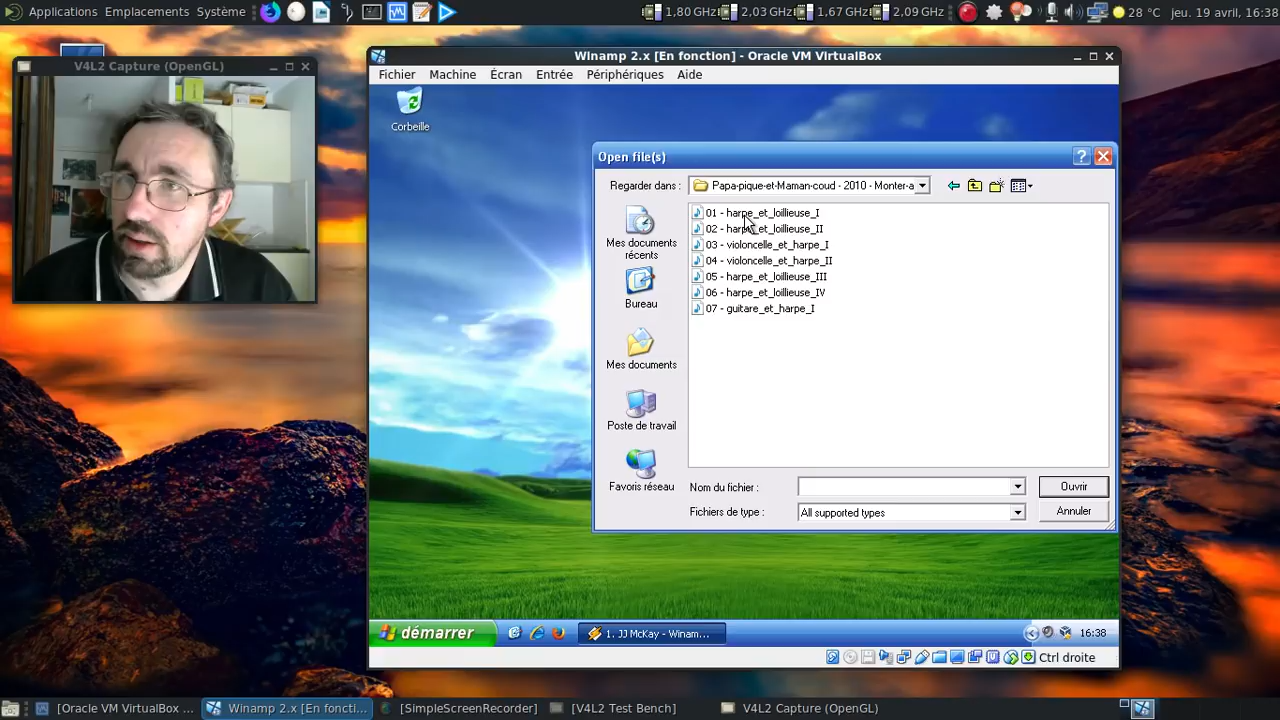 Applications Emplacements Système
1,80 GHz 2,03 GHz 1,67 GHz 2,09 GHz 28 °C jeu. 19 avril, 16:38
V4L2 Capture (OpenGL)
Winamp 2.x [En fonction] - Oracle VM VirtualBox
Fichier Machine Écran Entrée Périphériques Aide
Corbeille
Open file(s)
Regarder dans : Papa-pique-et-Maman-coud - 2010 - Monter-a
01 - harpe_et_loillieuse_I
02 - harpe_et_loillieuse_II
03 - violoncelle_et_harpe_I
04 - violoncelle_et_harpe_II
05 - harpe_et_loillieuse_III
06 - harpe_et_loillieuse_IV
07 - guitare_et_harpe_I
Mes documents
récents
Bureau
Mes documents
Poste de travail
Favoris réseau
Nom du fichier : Ouvrir
Fichiers de type : All supported types Annuler
démarrer 1. JJ McKay - Winam... 16:38
Ctrl droite
[Oracle VM VirtualBox ... Winamp 2.x [En foncti... [SimpleScreenRecorder] [V4L2 Test Bench] V4L2 Capture (OpenGL)